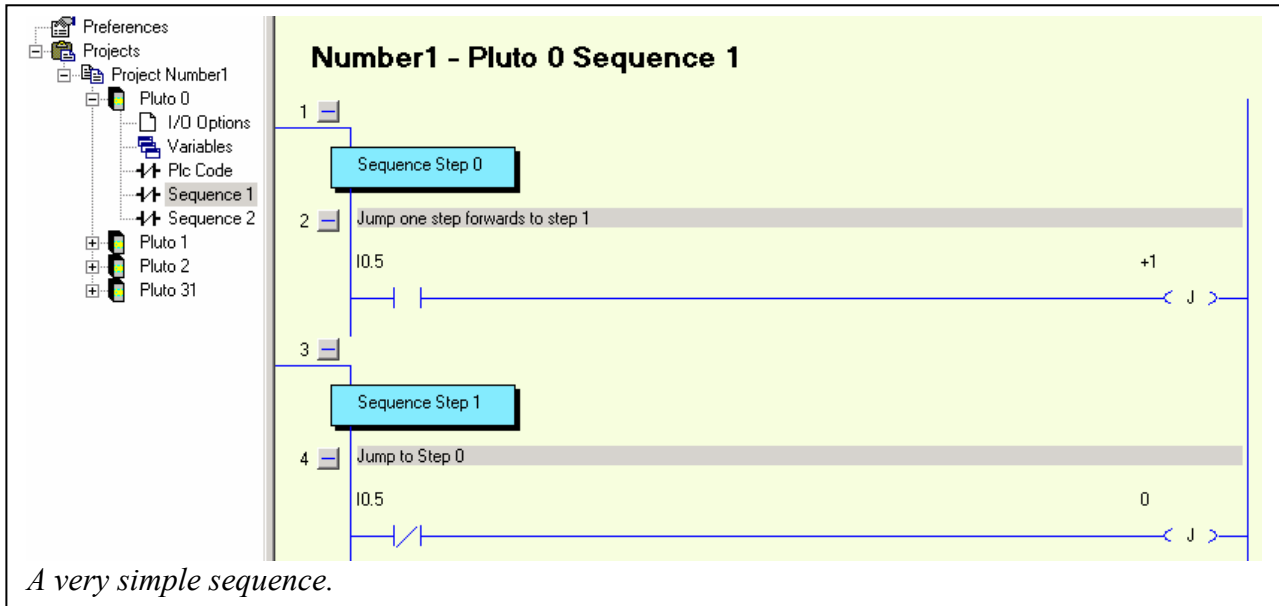 Preferences
Projects
Project Number1
Pluto 0
I/O Options
Variables
Plc Code
Sequence 1
Sequence 2
Pluto 1
Pluto 2
Pluto 31
Number1 - Pluto 0 Sequence 1
1
Sequence Step 0
2 Jump one step forwards to step 1
I0.5 +1
J
3
Sequence Step 1
4 Jump to Step 0
I0.5 0
J
A very simple sequence.